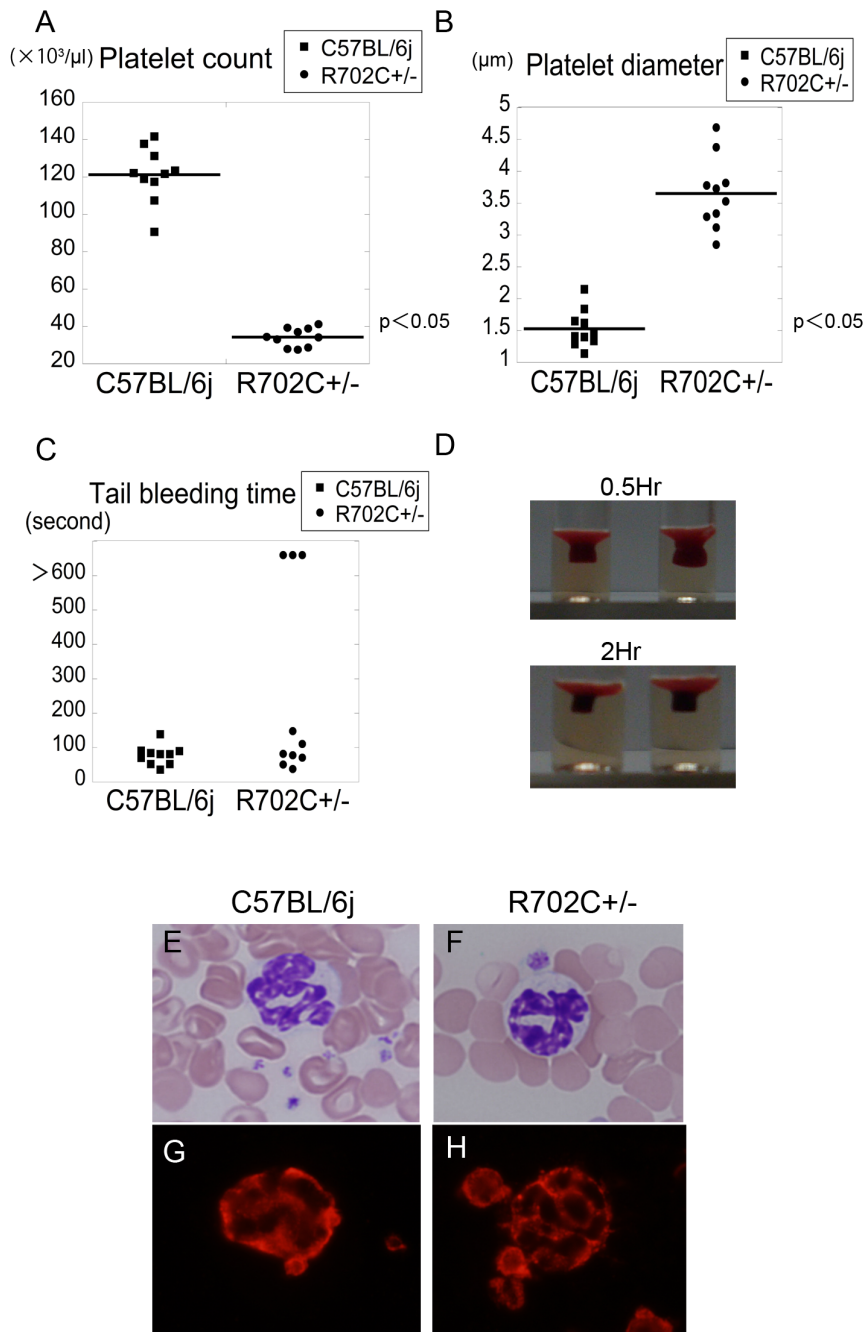 A
(×10³/μl) Platelet count
■ C57BL/6j
● R702C+/-
160
140
120
100
80
60
40
20
p<0.05
C57BL/6j R702C+/-
B
(μm) Platelet diameter
■ C57BL/6j
● R702C+/-
5
4.5
4
3.5
3
2.5
2
1.5
1
p<0.05
C57BL/6j R702C+/-
C
Tail bleeding time
(second)
■ C57BL/6j
● R702C+/-
>600
500
400
300
200
100
0
C57BL/6j R702C+/-
D
0.5Hr
2Hr
C57BL/6j R702C+/-
E
F
G
H